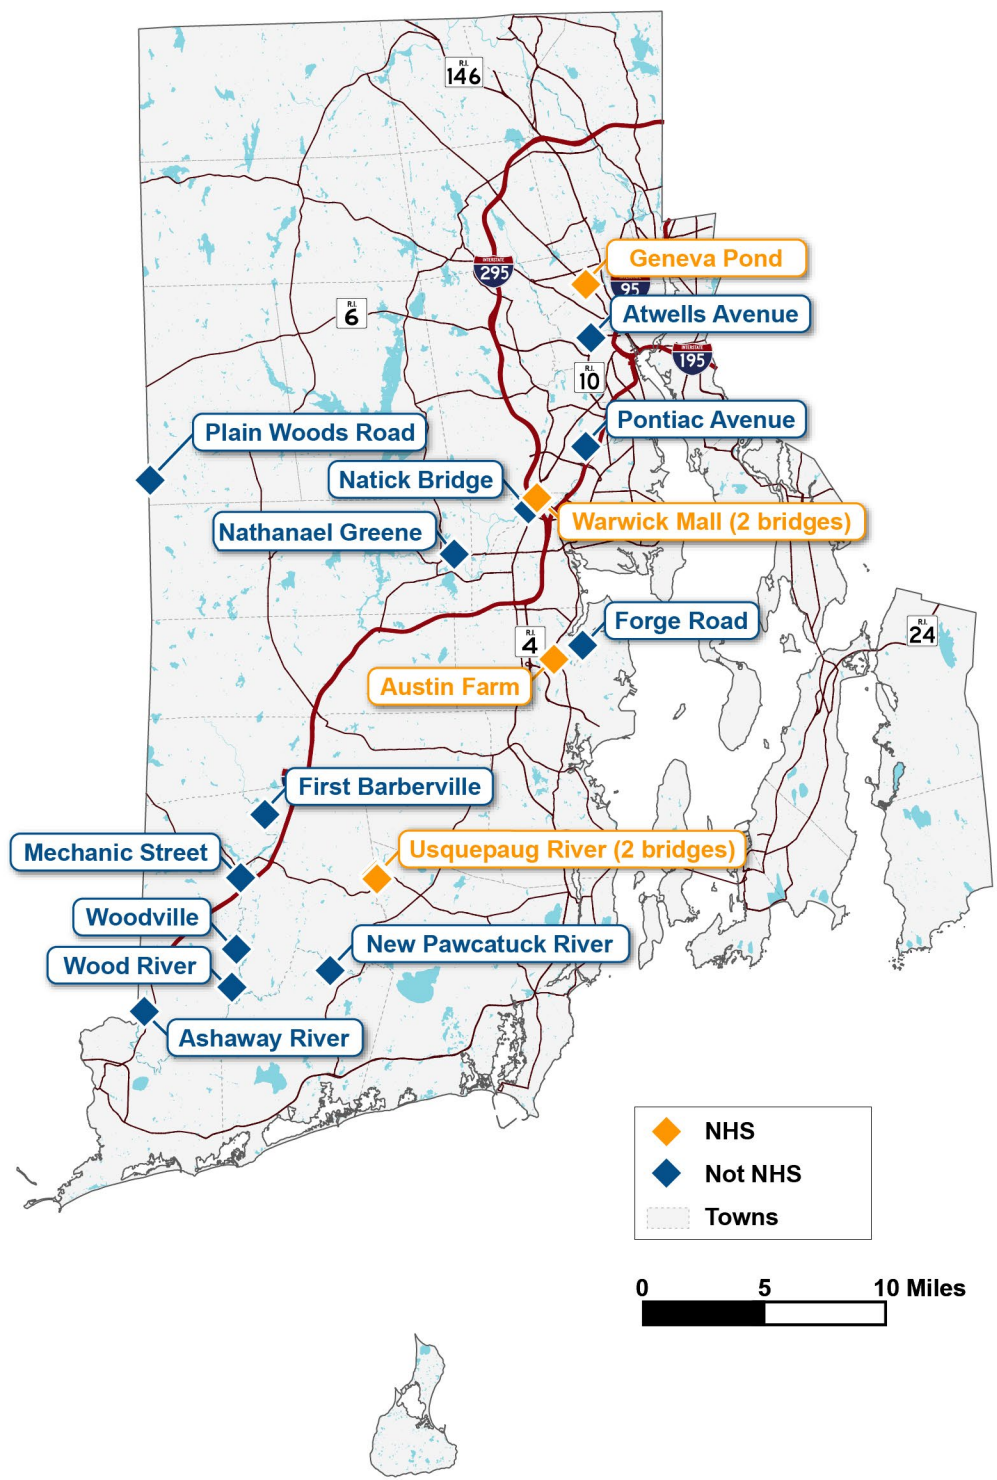 R.I.
146
Geneva Pond
INTERSTATE
295
95
R.I.
6
Atwells Avenue
INTERSTATE
195
R.I.
10
Pontiac Avenue
Plain Woods Road
Natick Bridge
Warwick Mall (2 bridges)
Nathanael Greene
Forge Road
R.I.
24
R.I.
4
Austin Farm
First Barberville
Mechanic Street
Usquepaug River (2 bridges)
Woodville
New Pawcatuck River
Wood River
Ashaway River
NHS
Not NHS
Towns
0 5 10 Miles